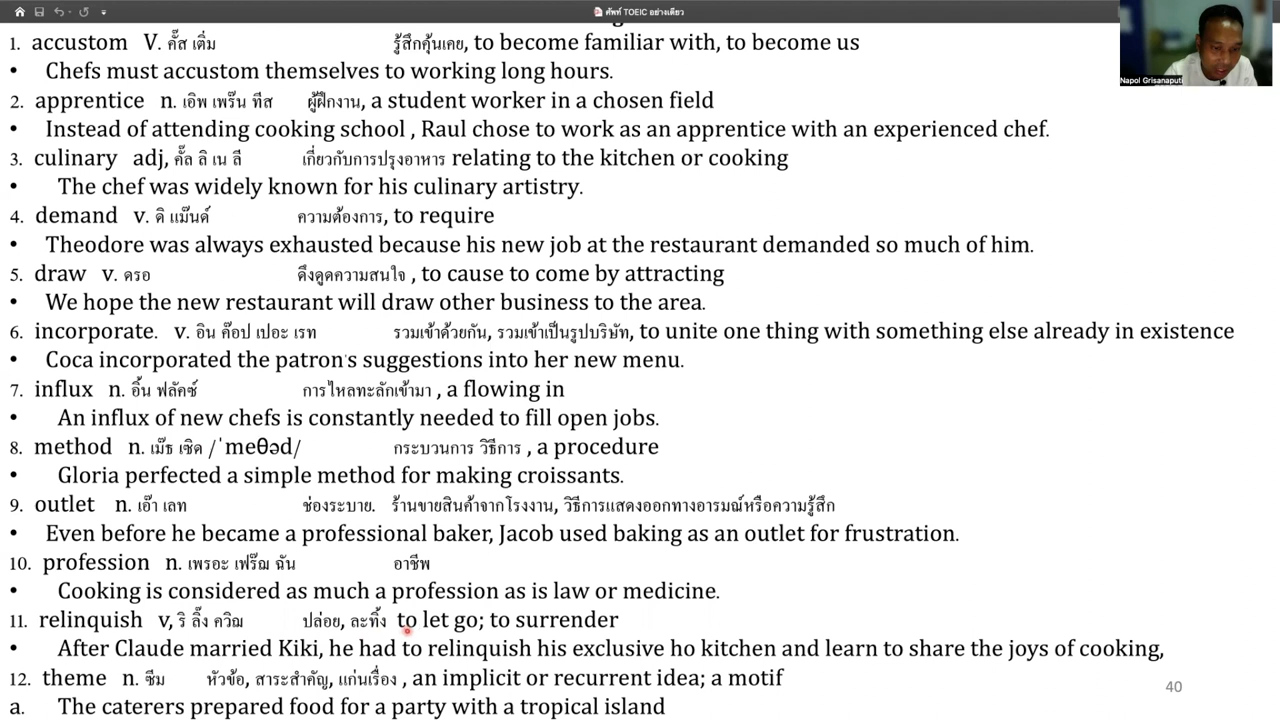 ศัพท์ TOEIC อย่างเดียว
Napol Grisanaputi
1. accustom V. คั๊ส เติ่ม รู้สึกคุ้นเคย, to become familiar with, to become us
• Chefs must accustom themselves to working long hours.
2. apprentice n. เอิพ เพร๊น ทีส ผู้ฝึกงาน, a student worker in a chosen field
• Instead of attending cooking school , Raul chose to work as an apprentice with an experienced chef.
3. culinary adj, คั๊ล ลิ เน ลี เกี่ยวกับการปรุงอาหาร relating to the kitchen or cooking
• The chef was widely known for his culinary artistry.
4. demand v. ดิ แม๊นด์ ความต้องการ, to require
• Theodore was always exhausted because his new job at the restaurant demanded so much of him.
5. draw v. ดรอ ดึงดูดความสนใจ , to cause to come by attracting
• We hope the new restaurant will draw other business to the area.
6. incorporate. v. อิน ค๊อป เปอะ เรท รวมเข้าด้วยกัน, รวมเข้าเป็นรูปบริษัท, to unite one thing with something else already in existence
• Coca incorporated the patron's suggestions into her new menu.
7. influx n. อิ๊น ฟลัคซ์ การไหลทะลักเข้ามา , a flowing in
• An influx of new chefs is constantly needed to fill open jobs.
8. method n. เม๊ธ เซิด /ˈmeθəd/ กระบวนการ วิธีการ , a procedure
• Gloria perfected a simple method for making croissants.
9. outlet n. เอ๊า เลท ช่องระบาย. ร้านขายสินค้าจากโรงงาน, วิธีการแสดงออกทางอารมณ์หรือความรู้สึก
• Even before he became a professional baker, Jacob used baking as an outlet for frustration.
10. profession n. เพรอะ เฟร๊ฌ ฉัน อาชีพ
• Cooking is considered as much a profession as is law or medicine.
11. relinquish v, ริ ลิ๊ง ควิฌ ปล่อย, ละทิ้ง to let go; to surrender
• After Claude married Kiki, he had to relinquish his exclusive ho kitchen and learn to share the joys of cooking,
12. theme n. ซีม หัวข้อ, สาระสำคัญ, แก่นเรื่อง , an implicit or recurrent idea; a motif
a. The caterers prepared food for a party with a tropical island
40